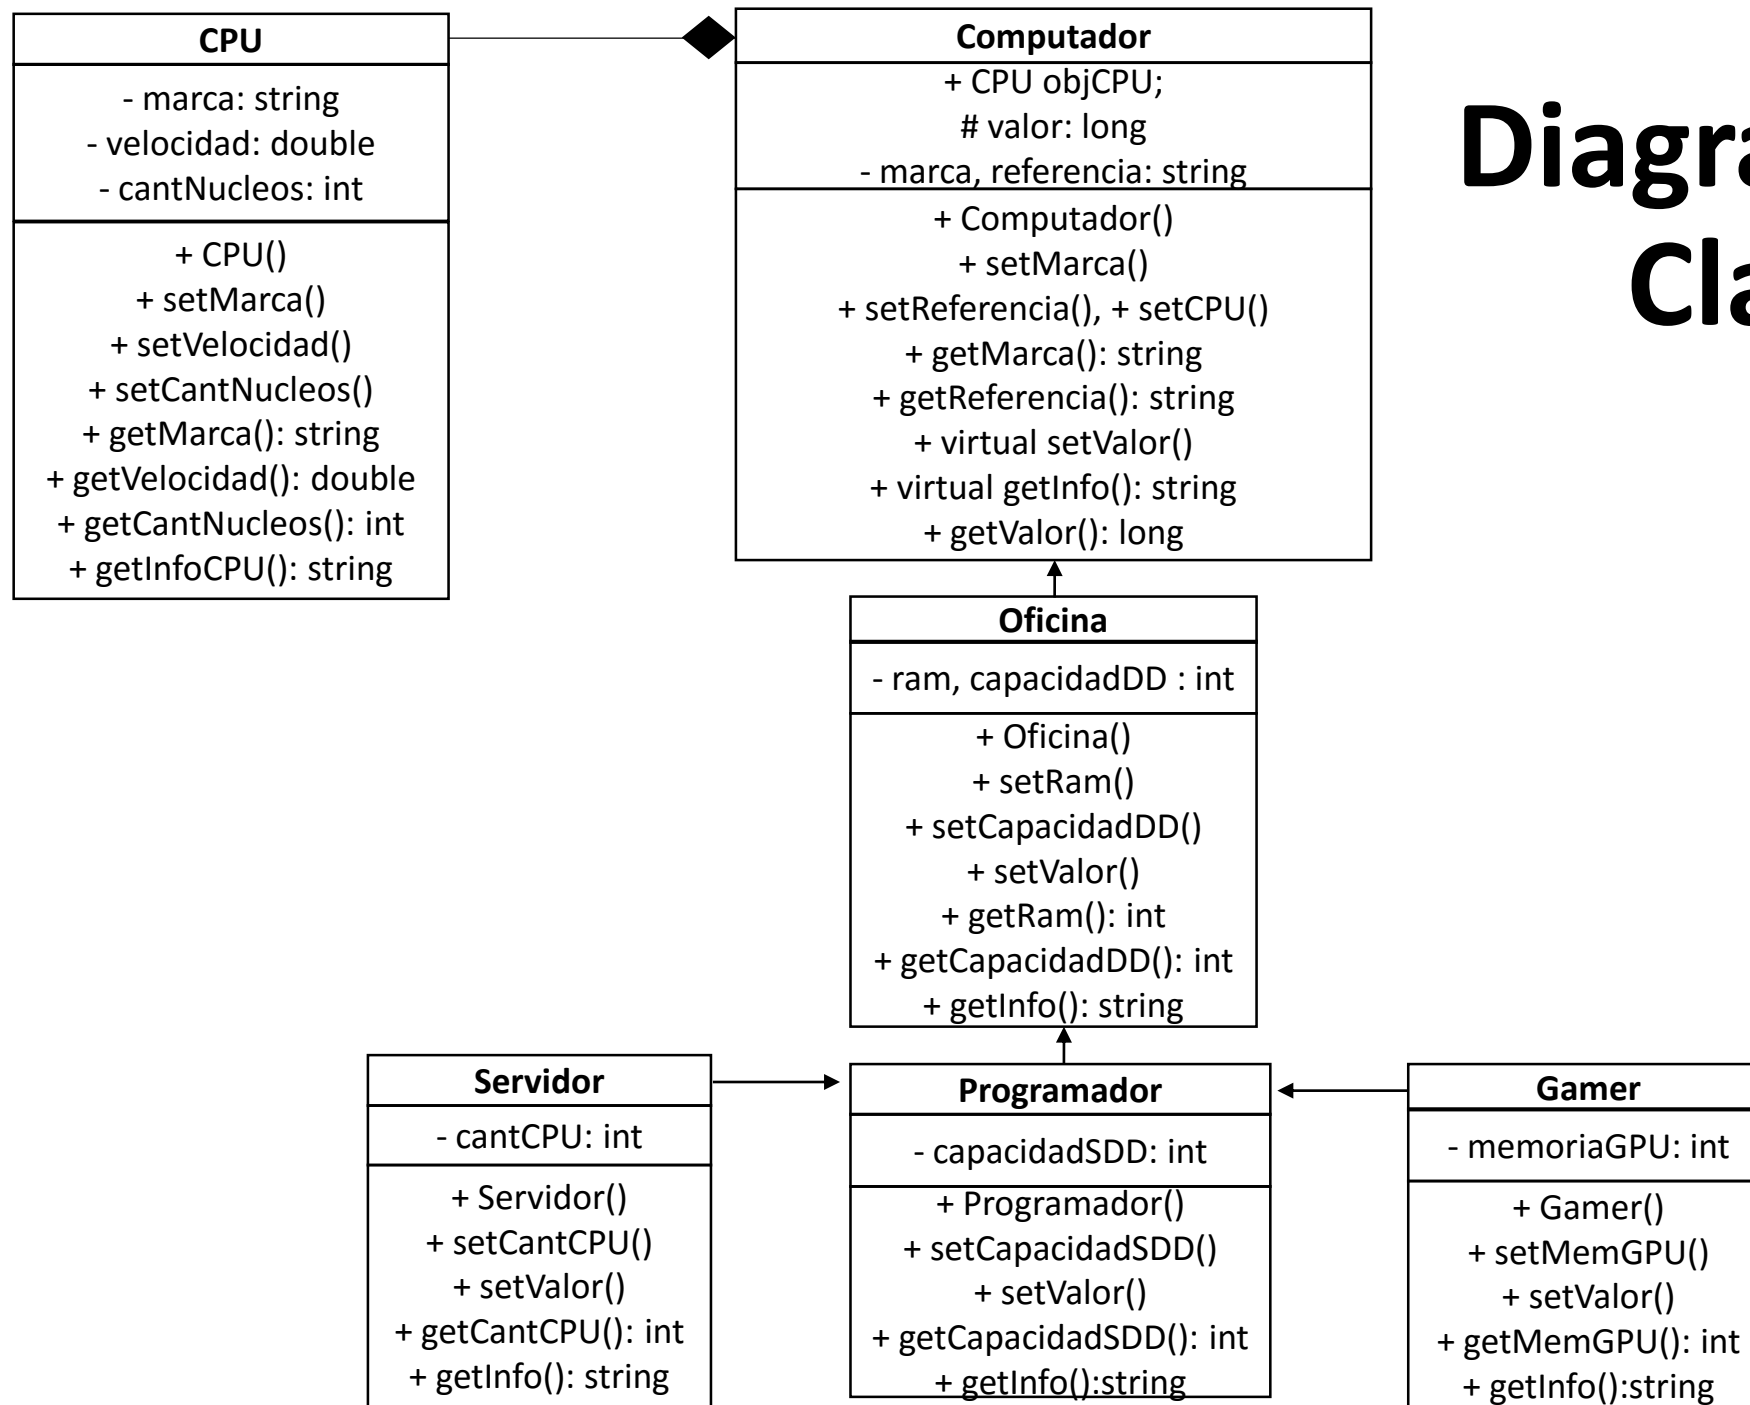 CPU
- marca: string
- velocidad: double
- cantNucleos: int
+ CPU()
+ setMarca()
+ setVelocidad()
+ setCantNucleos()
+ getMarca(): string
+ getVelocidad(): double
+ getCantNucleos(): int
+ getInfoCPU(): string
Computador
+ CPU objCPU;
# valor: long
- marca, referencia: string
+ Computador()
+ setMarca()
+ setReferencia(), + setCPU()
+ getMarca(): string
+ getReferencia(): string
+ virtual setValor()
+ virtual getInfo(): string
+ getValor(): long
Diagra
Cla
Oficina
- ram, capacidadDD : int
+ Oficina()
+ setRam()
+ setCapacidadDD()
+ setValor()
+ getRam(): int
+ getCapacidadDD(): int
+ getInfo(): string
Servidor
- cantCPU: int
+ Servidor()
+ setCantCPU()
+ setValor()
+ getCantCPU(): int
+ getInfo(): string
Programador
- capacidadSDD: int
+ Programador()
+ setCapacidadSDD()
+ setValor()
+ getCapacidadSDD(): int
+ getInfo():string
Gamer
- memoriaGPU: int
+ Gamer()
+ setMemGPU()
+ setValor()
+ getMemGPU(): int
+ getInfo():string